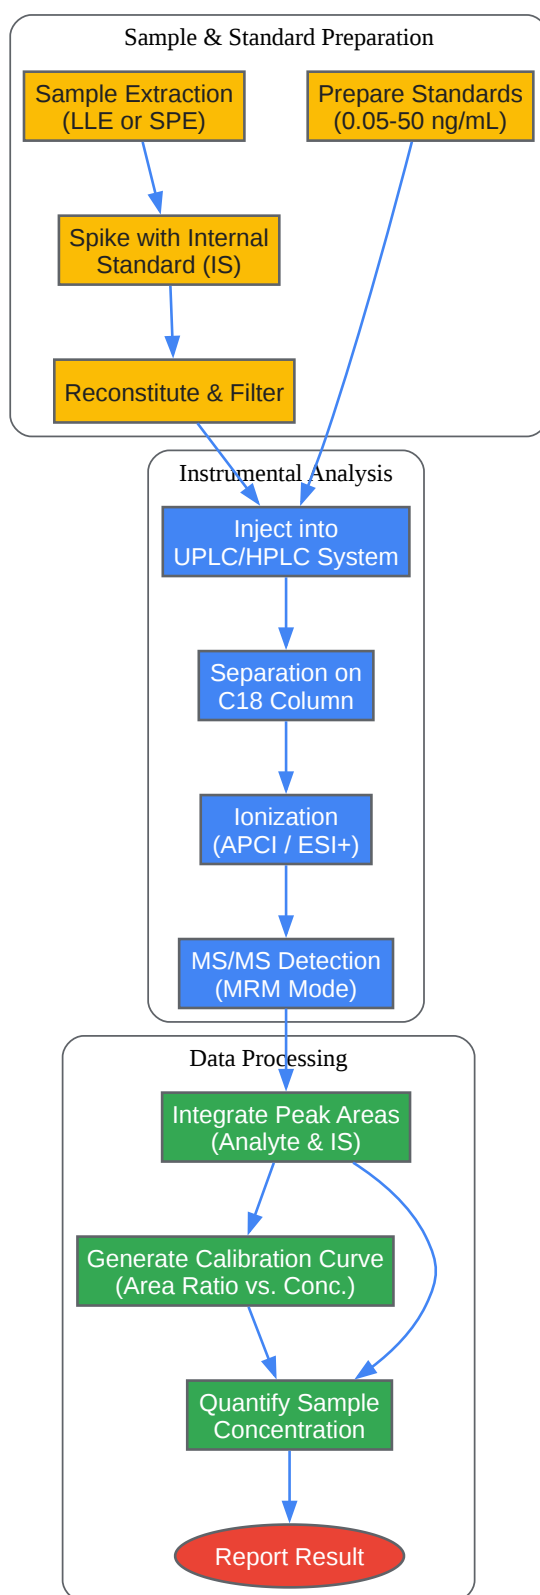 Sample & Standard Preparation
Sample Extraction
(LLE or SPE)
Prepare Standards
(0.05-50 ng/mL)
Spike with Internal
Standard (IS)
Reconstitute & Filter
Instrumental Analysis
Inject into
UPLC/HPLC System
Separation on
C18 Column
Ionization
(APCI / ESI+)
MS/MS Detection
(MRM Mode)
Data Processing
Integrate Peak Areas
(Analyte & IS)
Generate Calibration Curve
(Area Ratio vs. Conc.)
Quantify Sample
Concentration
Report Result